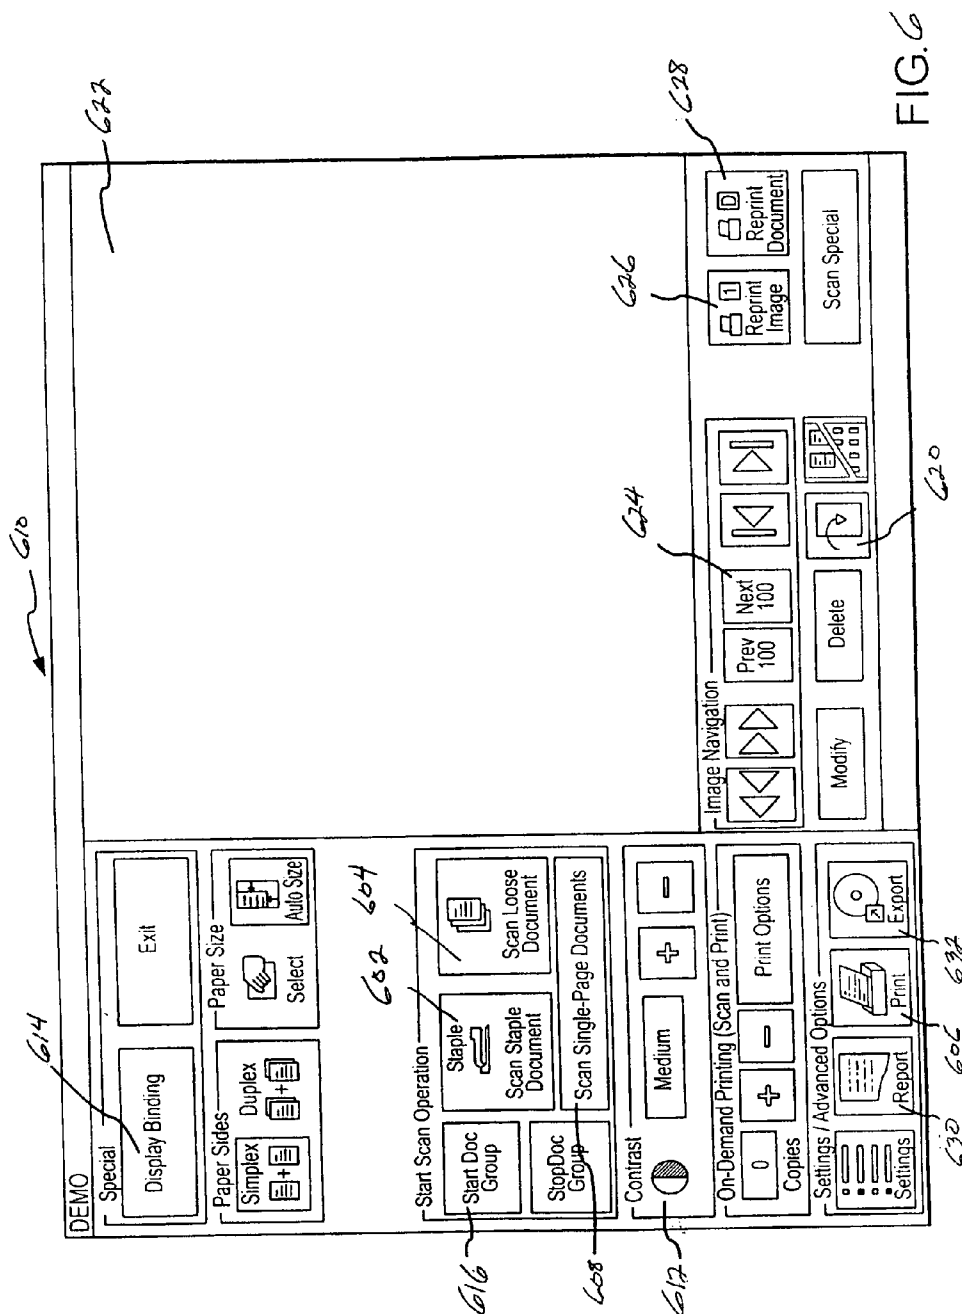 610
622
DEMO
Special
614
Display Binding
Exit
Paper Sides
Simplex
Duplex
Paper Size
Select
Auto Size
Start Scan Operation
616
Start Doc
Group
StopDoc
Group
608
602
Staple
Scan Staple
Document
604
Scan Loose
Document
Scan Single-Page Documents
Contrast
612
Medium
+
−
On-Demand Printing (Scan and Print)
0
Copies
+
−
Print Options
Settings / Advanced Options
Settings
Report
630
Print
606
Export
632
Image Navigation
Prev
100
Next
100
624
626
1
Reprint
Image
628
D
Reprint
Document
Modify
Delete
620
Scan Special
FIG. 6